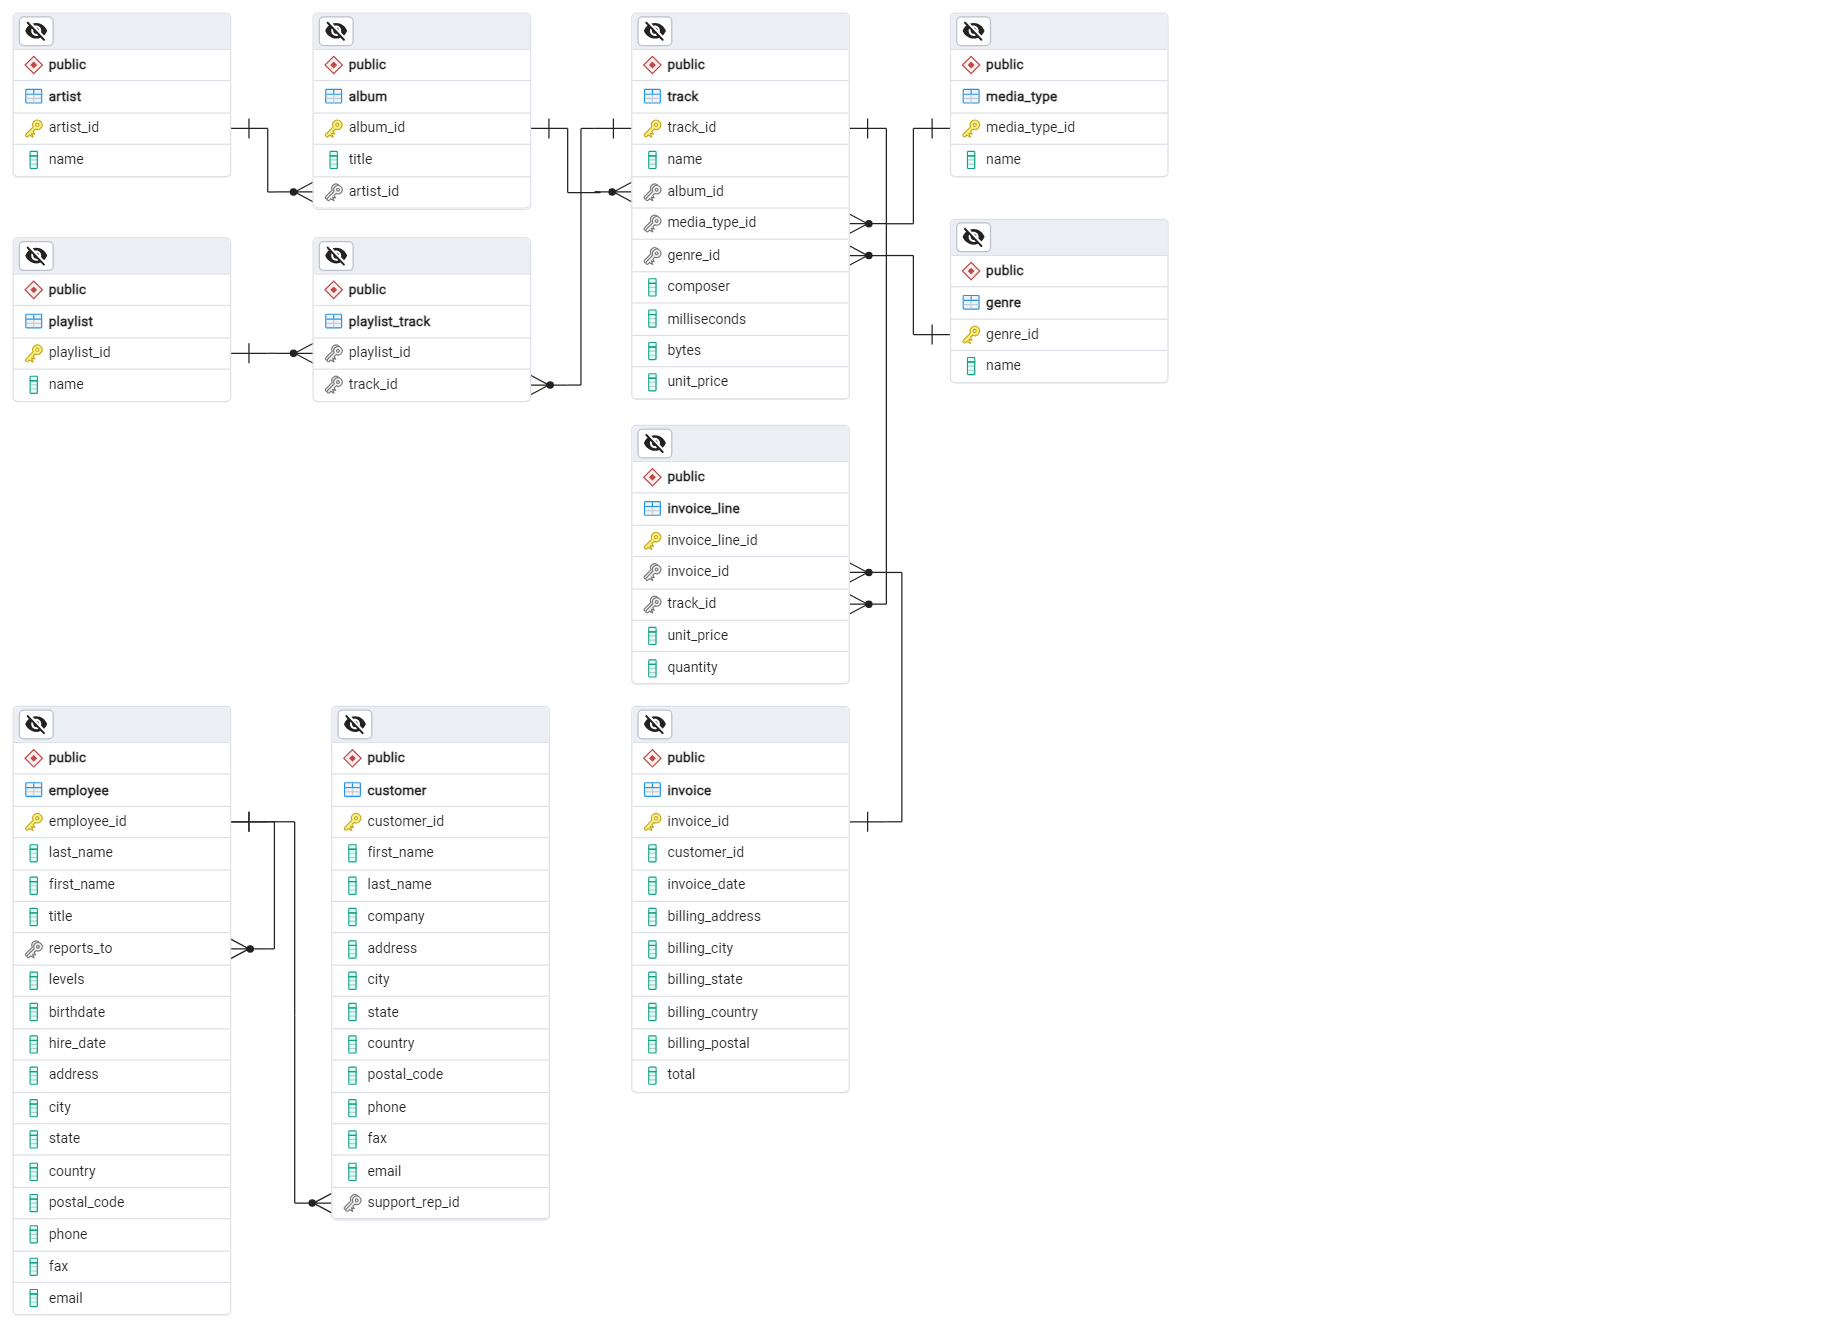 public
artist
artist_id
name
public
album
album_id
title
artist_id
public
track
track_id
name
album_id
media_type_id
genre_id
composer
milliseconds
bytes
unit_price
public
media_type
media_type_id
name
public
genre
genre_id
name
public
playlist
playlist_id
name
public
playlist_track
playlist_id
track_id
public
invoice_line
invoice_line_id
invoice_id
track_id
unit_price
quantity
public
employee
employee_id
last_name
first_name
title
reports_to
levels
birthdate
hire_date
address
city
state
country
postal_code
phone
fax
email
public
customer
customer_id
first_name
last_name
company
address
city
state
country
postal_code
phone
fax
email
support_rep_id
public
invoice
invoice_id
customer_id
invoice_date
billing_address
billing_city
billing_state
billing_country
billing_postal
total